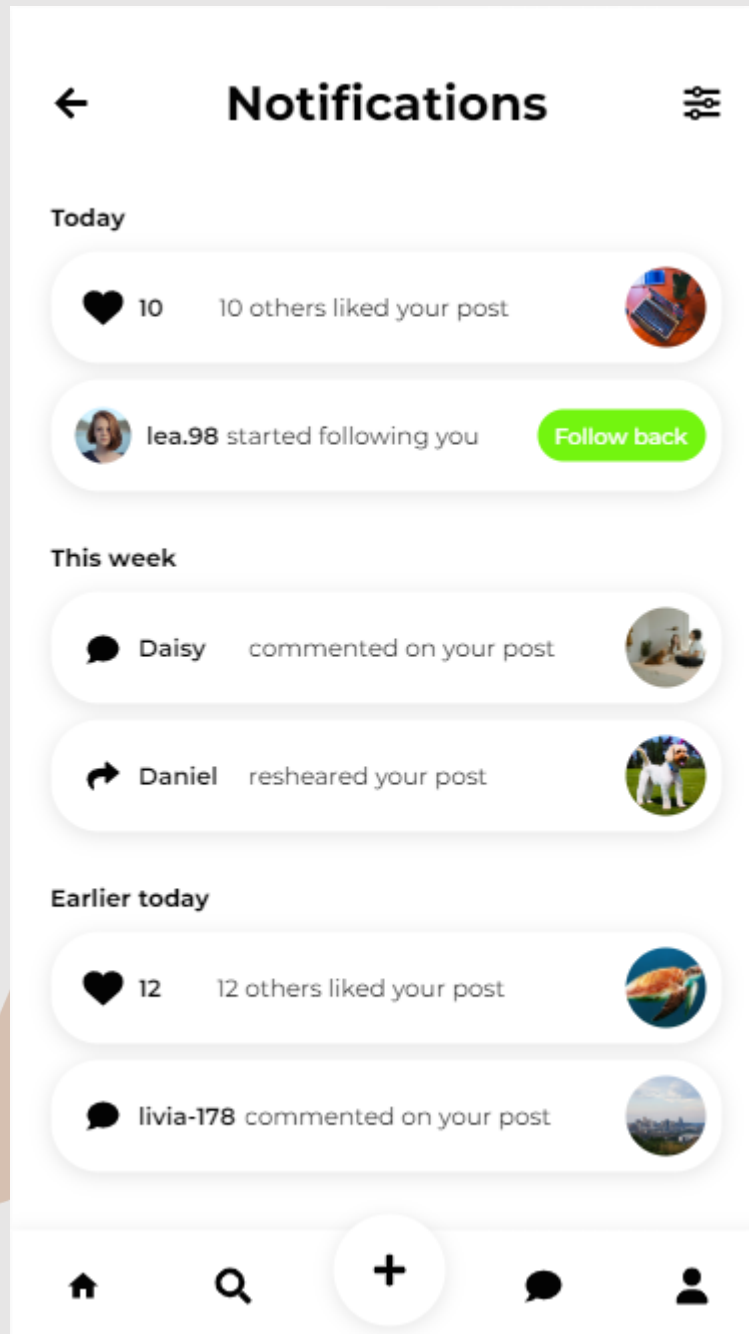 Notifications
Today
10 10 others liked your post
lea.98 started following you Follow back
This week
Daisy commented on your post
Daniel resheared your post
Earlier today
12 12 others liked your post
livia-178 commented on your post